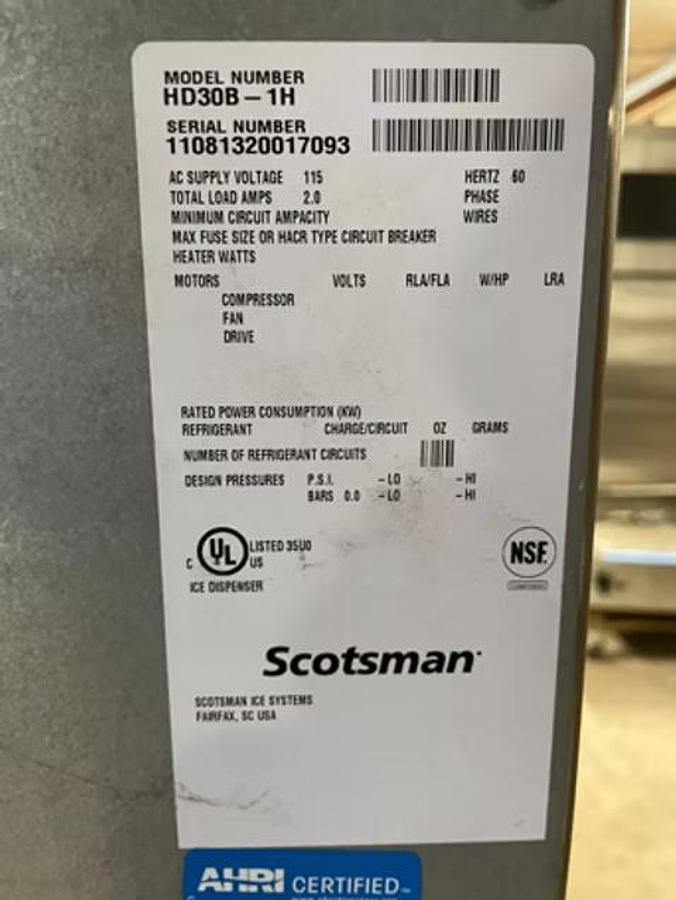 MODEL NUMBER
HD30B-1H
SERIAL NUMBER
11081320017093
AC SUPPLY VOLTAGE 115 HERTZ 60
TOTAL LOAD AMPS 2.0 PHASE
MINIMUM CIRCUIT AMPACITY WIRES
MAX FUSE SIZE OR HACR TYPE CIRCUIT BREAKER
HEATER WATTS
MOTORS VOLTS RLA/FLA W/HP LRA
COMPRESSOR
FAN
DRIVE
RATED POWER CONSUMPTION (KW)
REFRIGERANT CHARGE/CIRCUIT OZ GRAMS
NUMBER OF REFRIGERANT CIRCUITS
DESIGN PRESSURES P.S.I. -LO -HI
BARS 0.0 -LO -HI
C UL US LISTED 35U0
NSF.
ICE DISPENSER
Scotsman
SCOTSMAN ICE SYSTEMS
FAIRFAX, SC USA
AHRI CERTIFIED™